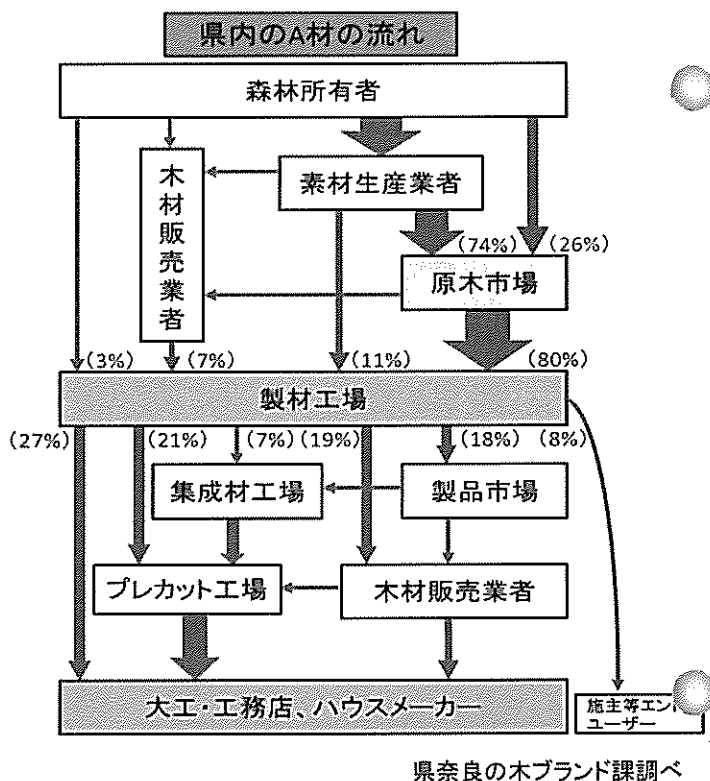 県内のA材の流れ
森林所有者
木材販売業者
素材生産業者
(74%)
(26%)
原木市場
(3%)
(7%)
(11%)
(80%)
製材工場
(27%)
(21%)
(7%)
(19%)
(18%)
(8%)
集成材工場
製品市場
プレカット工場
木材販売業者
大工・工務店、ハウスメーカー
施主等エンド
ユーザー
県奈良の木ブランド課調べ